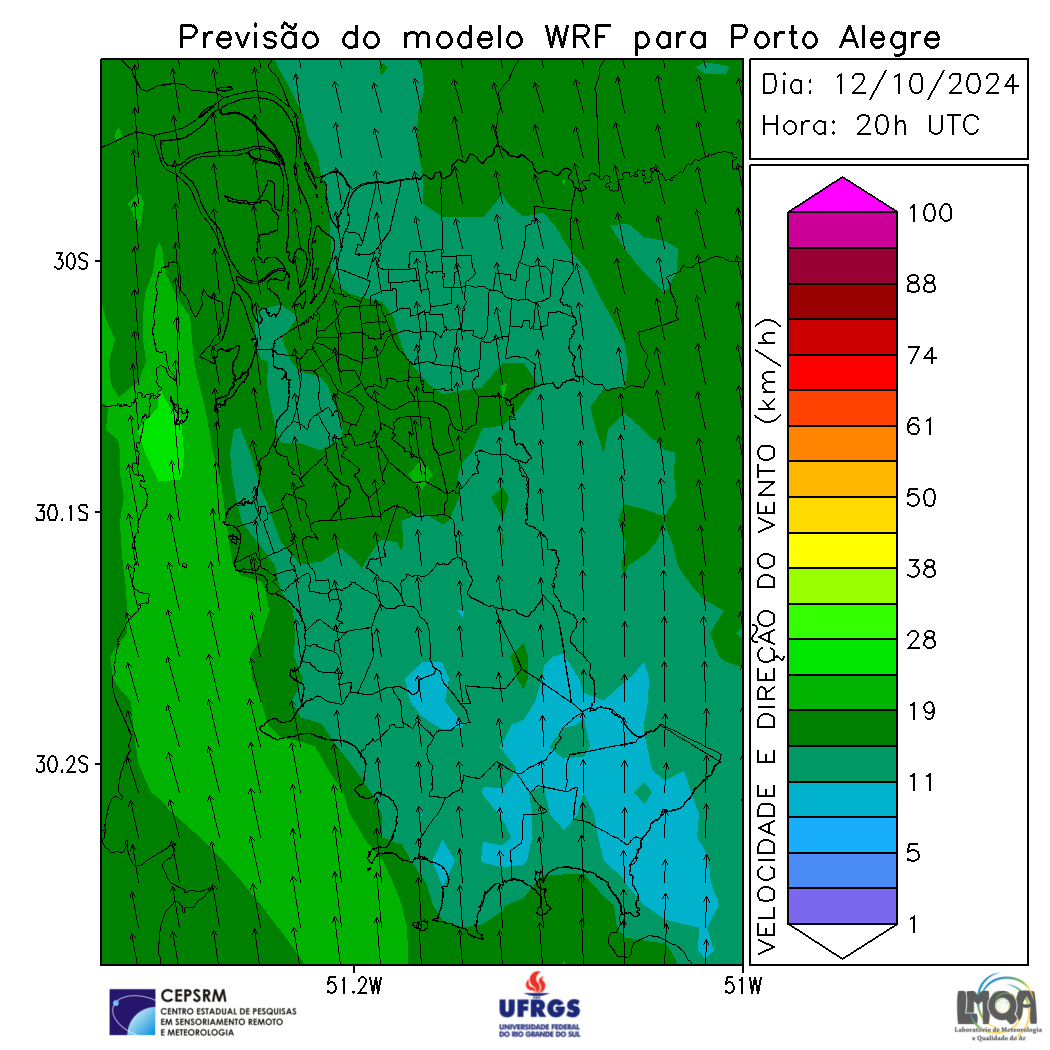 Previsão do modelo WRF para Porto Alegre
Dia: 12/10/2024
Hora: 20h UTC
30S
30.1S
30.2S
51.2W
51W
VELOCIDADE E DIREÇÃO DO VENTO (km/h)
100
88
74
61
50
38
28
19
11
5
1
CEPSRM
CENTRO ESTADUAL DE PESQUISAS
EM SENSORIAMENTO REMOTO
E METEOROLOGIA
UFRGS
UNIVERSIDADE FEDERAL
DO RIO GRANDE DO SUL
LMQA
Laboratório de Meteorologia
e Qualidade do Ar